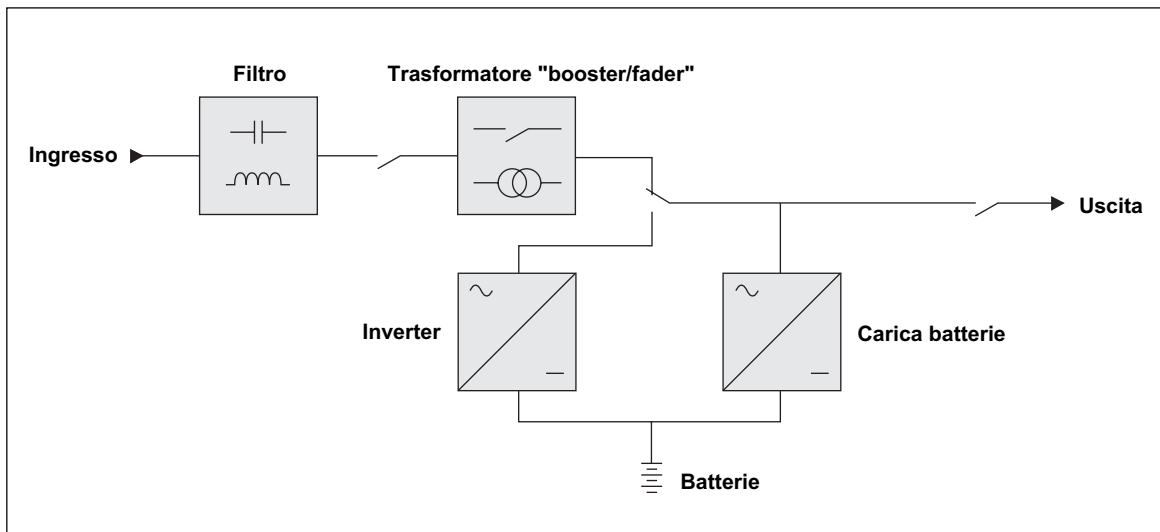 Filtro
Trasformatore "booster/fader"
Ingresso
Uscita
Inverter
Carica batterie
Batterie